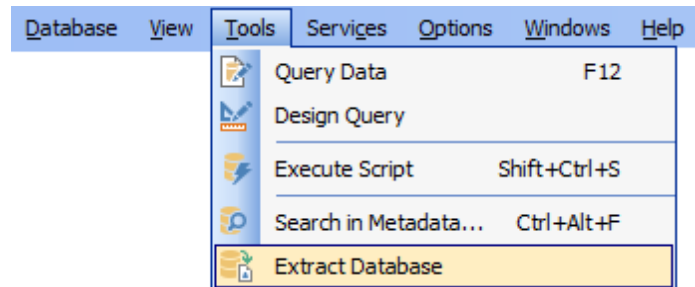 Database View Tools Services Options Windows Help
Query Data F12
Design Query
Execute Script Shift+Ctrl+S
Search in Metadata... Ctrl+Alt+F
Extract Database